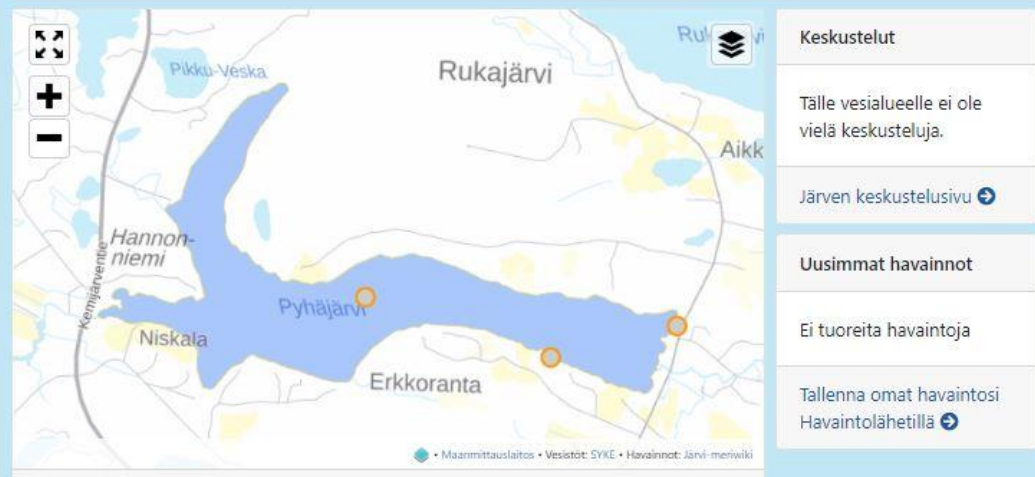 Rukajärvi
Pikku-Veska
Aikk
Hannon-
niemi
Kemijärventie
Pyhäjärvi
Niskala
Erkkoranta
• Maanmittauslaitos • Vesistöt: SYKE • Havainnot: Järvi-meriwiki
Keskustelut
Tälle vesialueelle ei ole
vielä keskusteluja.
Järven keskustelusivu
Uusimmat havainnot
Ei tuoreita havaintoja
Tallenna omat havaintosi
Havaintolähetillä